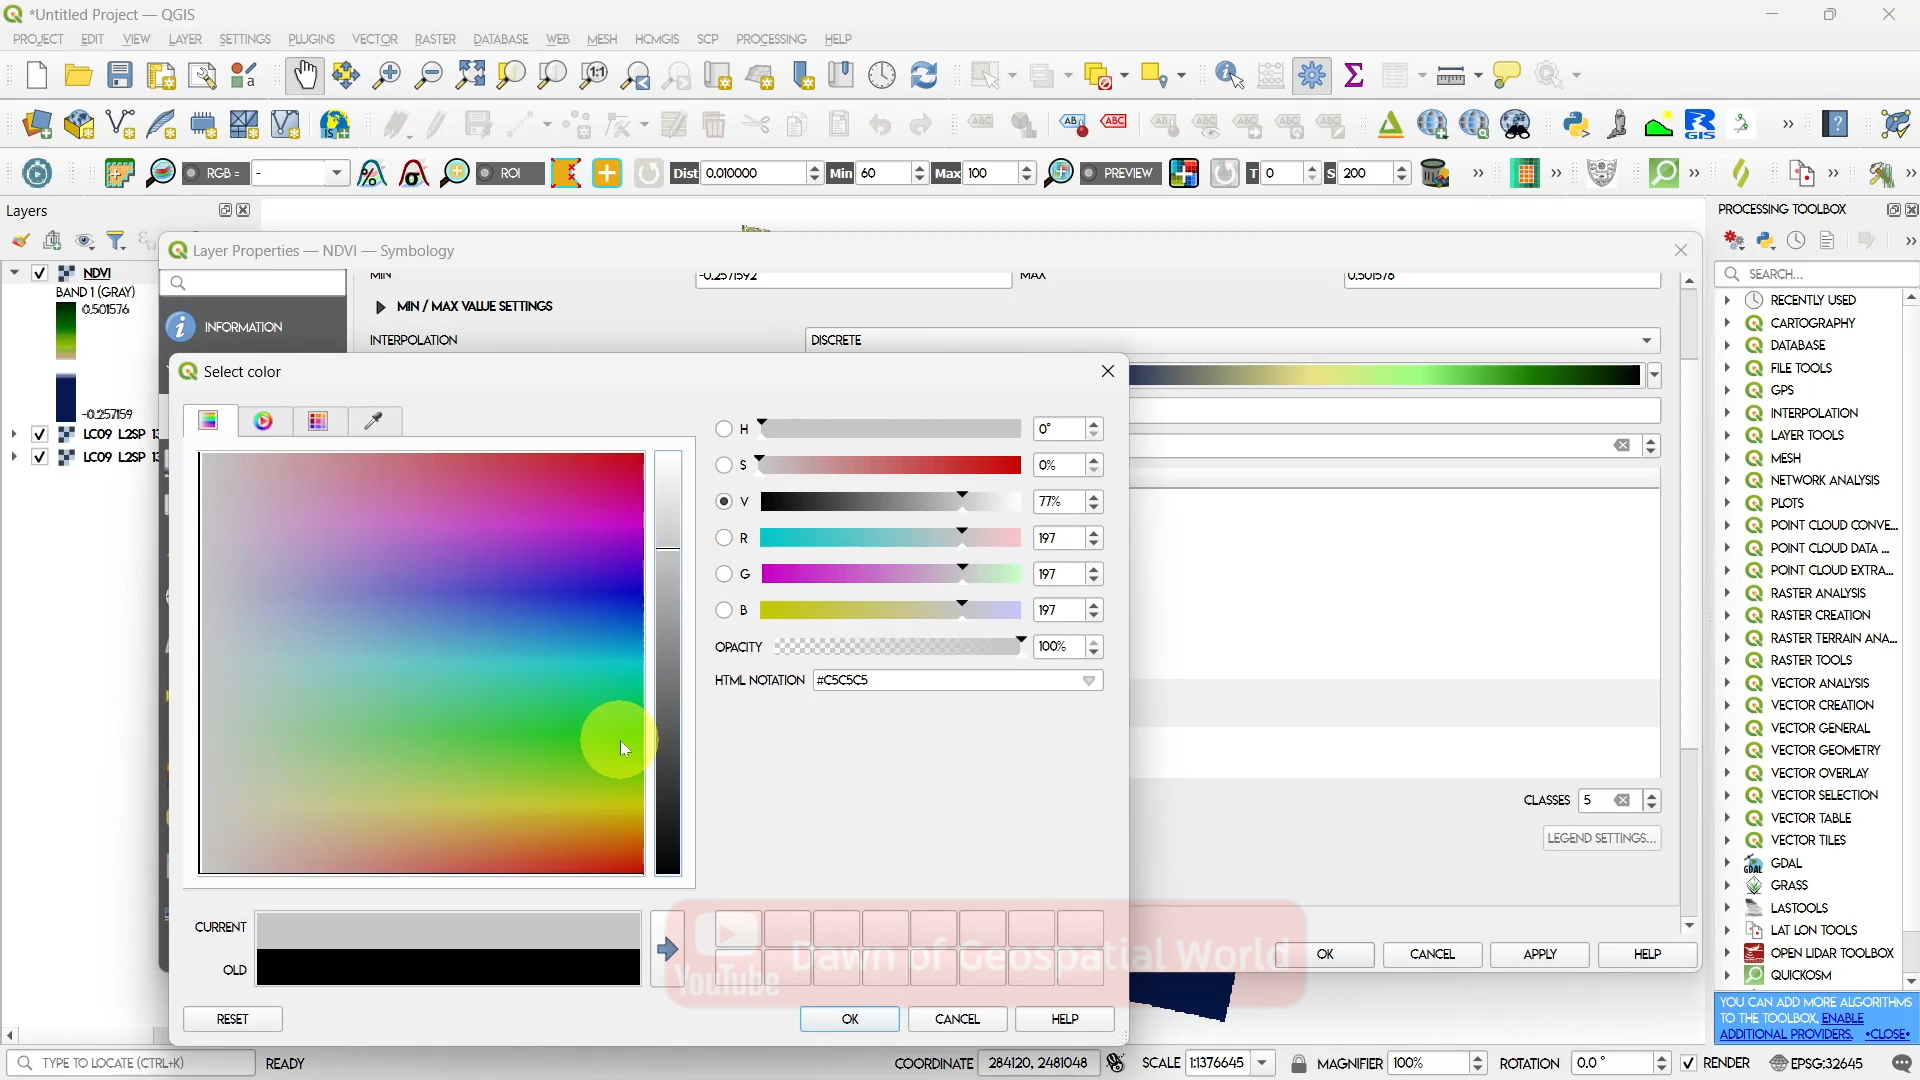 *Untitled Project — QGIS
PROJECT EDIT VIEW LAYER SETTINGS PLUGINS VECTOR RASTER DATABASE WEB MESH HCMGIS SCP PROCESSING HELP
RGB = - ROI Dist 0.010000 Min 60 Max 100 PREVIEW T 0 S 200
Layers
PROCESSING TOOLBOX
SEARCH...
NDVI
BAND 1 (GRAY)
0.501576
-0.257159
LC09 L2SP 13
LC09 L2SP 13
Layer Properties — NDVI — Symbology
INFORMATION
MIN -0.2571592 MAX 0.501576
MIN / MAX VALUE SETTINGS
INTERPOLATION DISCRETE
Select color
H 0°
S 0%
V 77%
R 197
G 197
B 197
OPACITY 100%
HTML NOTATION #C5C5C5
CURRENT
OLD
RESET OK CANCEL HELP
CLASSES 5
LEGEND SETTINGS...
OK CANCEL APPLY HELP
YouTube Dawn of Geospatial World
RECENTLY USED
CARTOGRAPHY
DATABASE
FILE TOOLS
GPS
INTERPOLATION
LAYER TOOLS
MESH
NETWORK ANALYSIS
PLOTS
POINT CLOUD CONVE...
POINT CLOUD DATA ...
POINT CLOUD EXTRA...
RASTER ANALYSIS
RASTER CREATION
RASTER TERRAIN ANA...
RASTER TOOLS
VECTOR ANALYSIS
VECTOR CREATION
VECTOR GENERAL
VECTOR GEOMETRY
VECTOR OVERLAY
VECTOR SELECTION
VECTOR TABLE
VECTOR TILES
GDAL
GRASS
LASTOOLS
LAT LON TOOLS
OPEN LIDAR TOOLBOX
QUICKOSM
YOU CAN ADD MORE ALGORITHMS
TO THE TOOLBOX, ENABLE
ADDITIONAL PROVIDERS. •CLOSE•
TYPE TO LOCATE (CTRL+K) READY COORDINATE 284120, 2481048 SCALE 1:1376645 MAGNIFIER 100% ROTATION 0.0 ° RENDER EPSG:32645